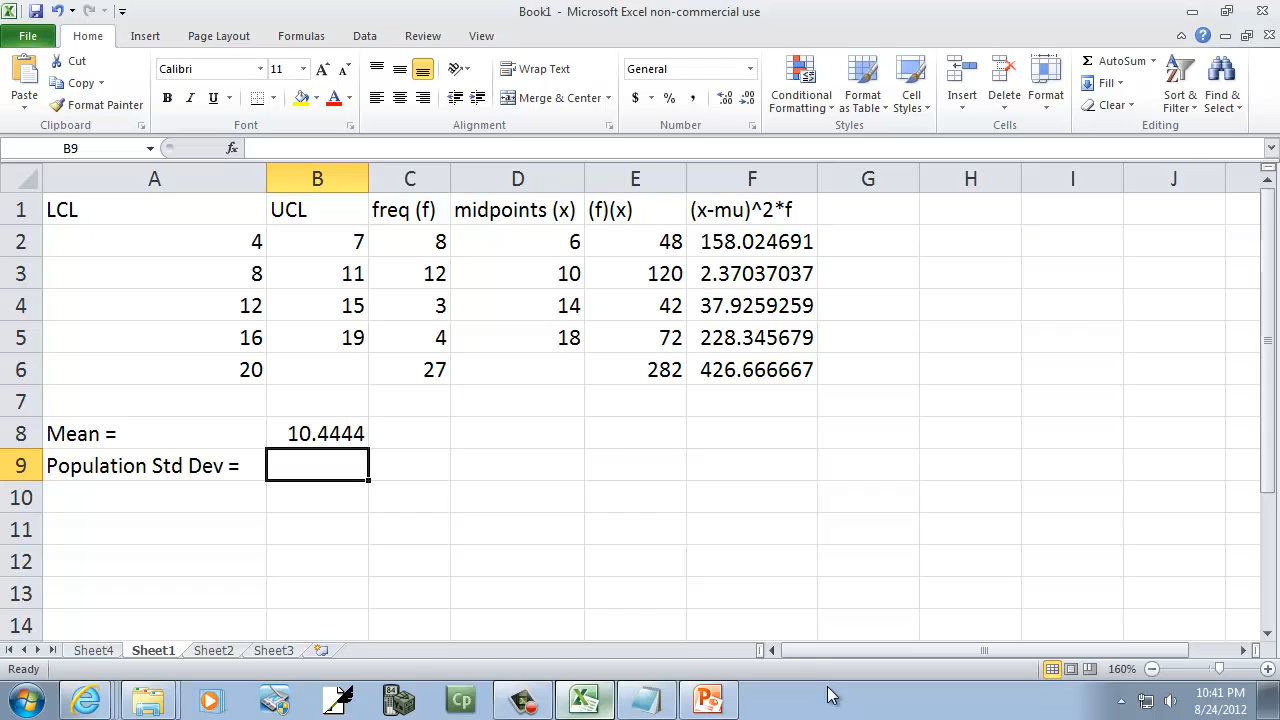 Book1 - Microsoft Excel non-commercial use
File Home Insert Page Layout Formulas Data Review View
Paste
Cut
Copy
Format Painter
Clipboard
Calibri 11
B I U
Font
Wrap Text
Merge & Center
Alignment
General
$ % ,
Number
Conditional Formatting
Format as Table
Cell Styles
Styles
Insert
Delete
Format
Cells
AutoSum
Fill
Clear
Sort & Filter
Find & Select
Editing
B9 fx
A B C D E F G H I J
1 LCL UCL freq (f) midpoints (x) (f)(x) (x-mu)^2*f
2 4 7 8 6 48 158.024691
3 8 11 12 10 120 2.37037037
4 12 15 3 14 42 37.9259259
5 16 19 4 18 72 228.345679
6 20 27 282 426.666667
7
8 Mean = 10.4444
9 Population Std Dev =
10
11
12
13
14
Sheet4 Sheet1 Sheet2 Sheet3
Ready 160%
10:41 PM
8/24/2012